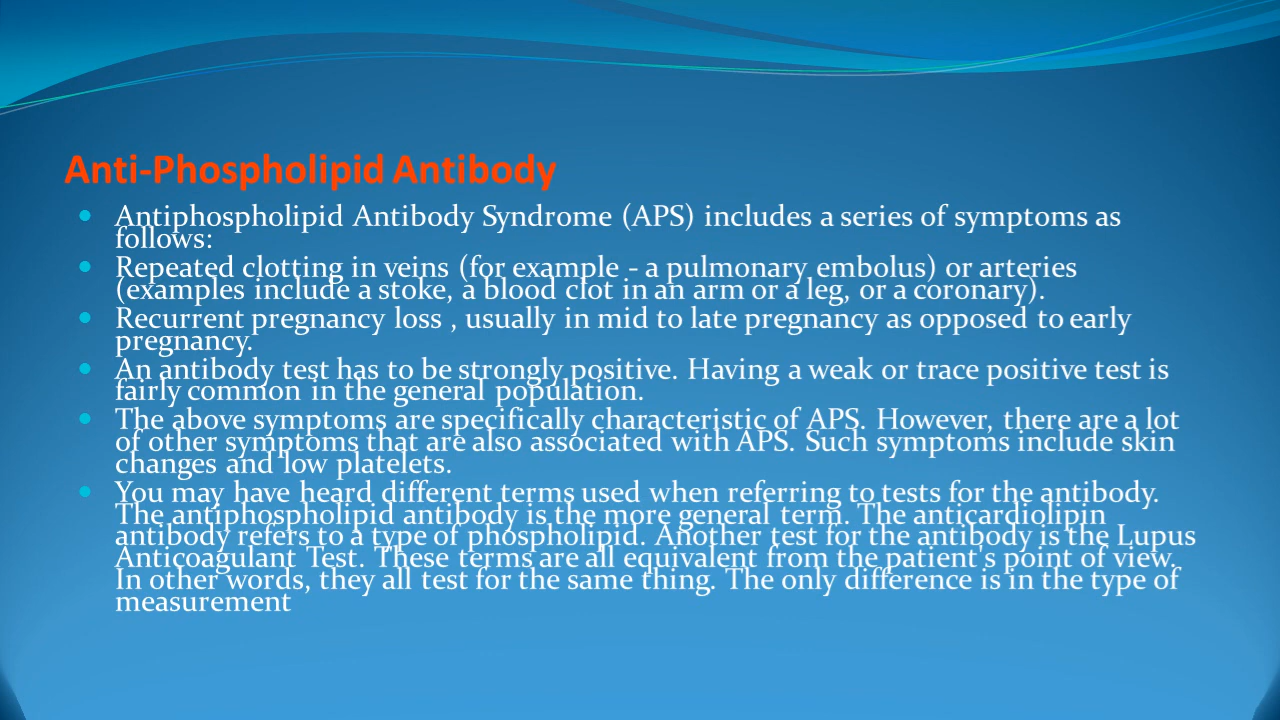 Anti-Phospholipid Antibody
Antiphospholipid Antibody Syndrome (APS) includes a series of symptoms as
follows:
Repeated clotting in veins (for example - a pulmonary embolus) or arteries
(examples include a stoke, a blood clot in an arm or a leg, or a coronary).
Recurrent pregnancy loss , usually in mid to late pregnancy as opposed to early
pregnancy.
An antibody test has to be strongly positive. Having a weak or trace positive test is
fairly common in the general population.
The above symptoms are specifically characteristic of APS. However, there are a lot
of other symptoms that are also associated with APS. Such symptoms include skin
changes and low platelets.
You may have heard different terms used when referring to tests for the antibody.
The antiphospholipid antibody is the more general term. The anticardiolipin
antibody refers to a type of phospholipid. Another test for the antibody is the Lupus
Anticoagulant Test. These terms are all equivalent from the patient's point of view.
In other words, they all test for the same thing. The only difference is in the type of
measurement